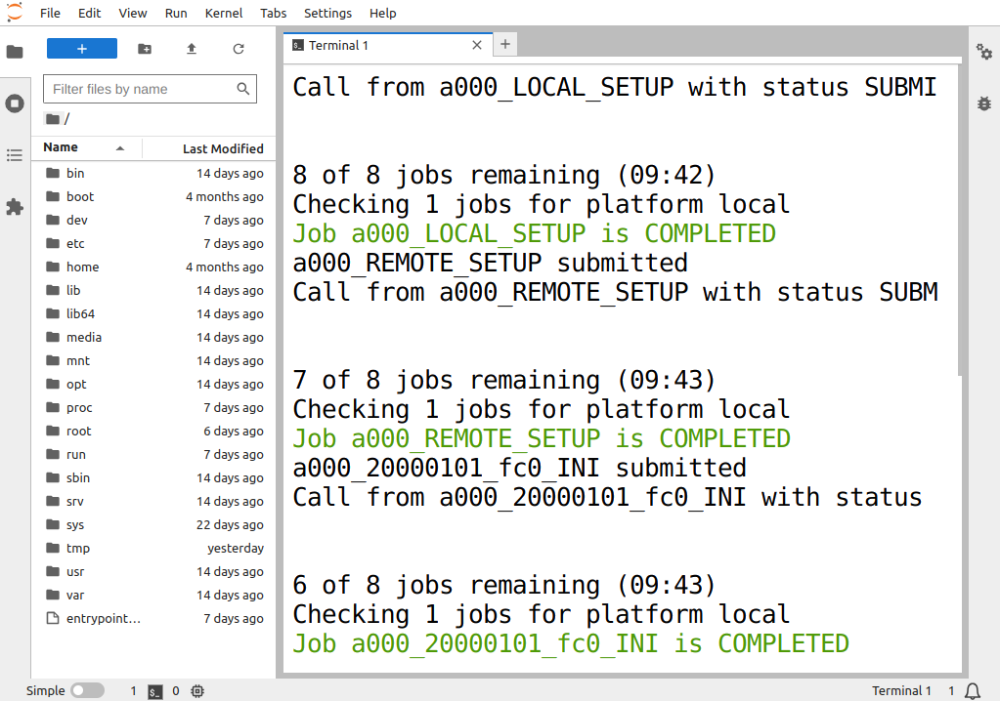 File Edit View Run Kernel Tabs Settings Help
Terminal 1
Filter files by name
/
Name Last Modified
bin 14 days ago
boot 4 months ago
dev 7 days ago
etc 7 days ago
home 4 months ago
lib 14 days ago
lib64 14 days ago
media 14 days ago
mnt 14 days ago
opt 14 days ago
proc 7 days ago
root 6 days ago
run 7 days ago
sbin 14 days ago
srv 14 days ago
sys 22 days ago
tmp yesterday
usr 14 days ago
var 14 days ago
entrypoint… 7 days ago
Call from a000_LOCAL_SETUP with status SUBMI
8 of 8 jobs remaining (09:42)
Checking 1 jobs for platform local
Job a000_LOCAL_SETUP is COMPLETED
a000_REMOTE_SETUP submitted
Call from a000_REMOTE_SETUP with status SUBM
7 of 8 jobs remaining (09:43)
Checking 1 jobs for platform local
Job a000_REMOTE_SETUP is COMPLETED
a000_20000101_fc0_INI submitted
Call from a000_20000101_fc0_INI with status
6 of 8 jobs remaining (09:43)
Checking 1 jobs for platform local
Job a000_20000101_fc0_INI is COMPLETED
Simple 1 $_ 0 Terminal 1 1